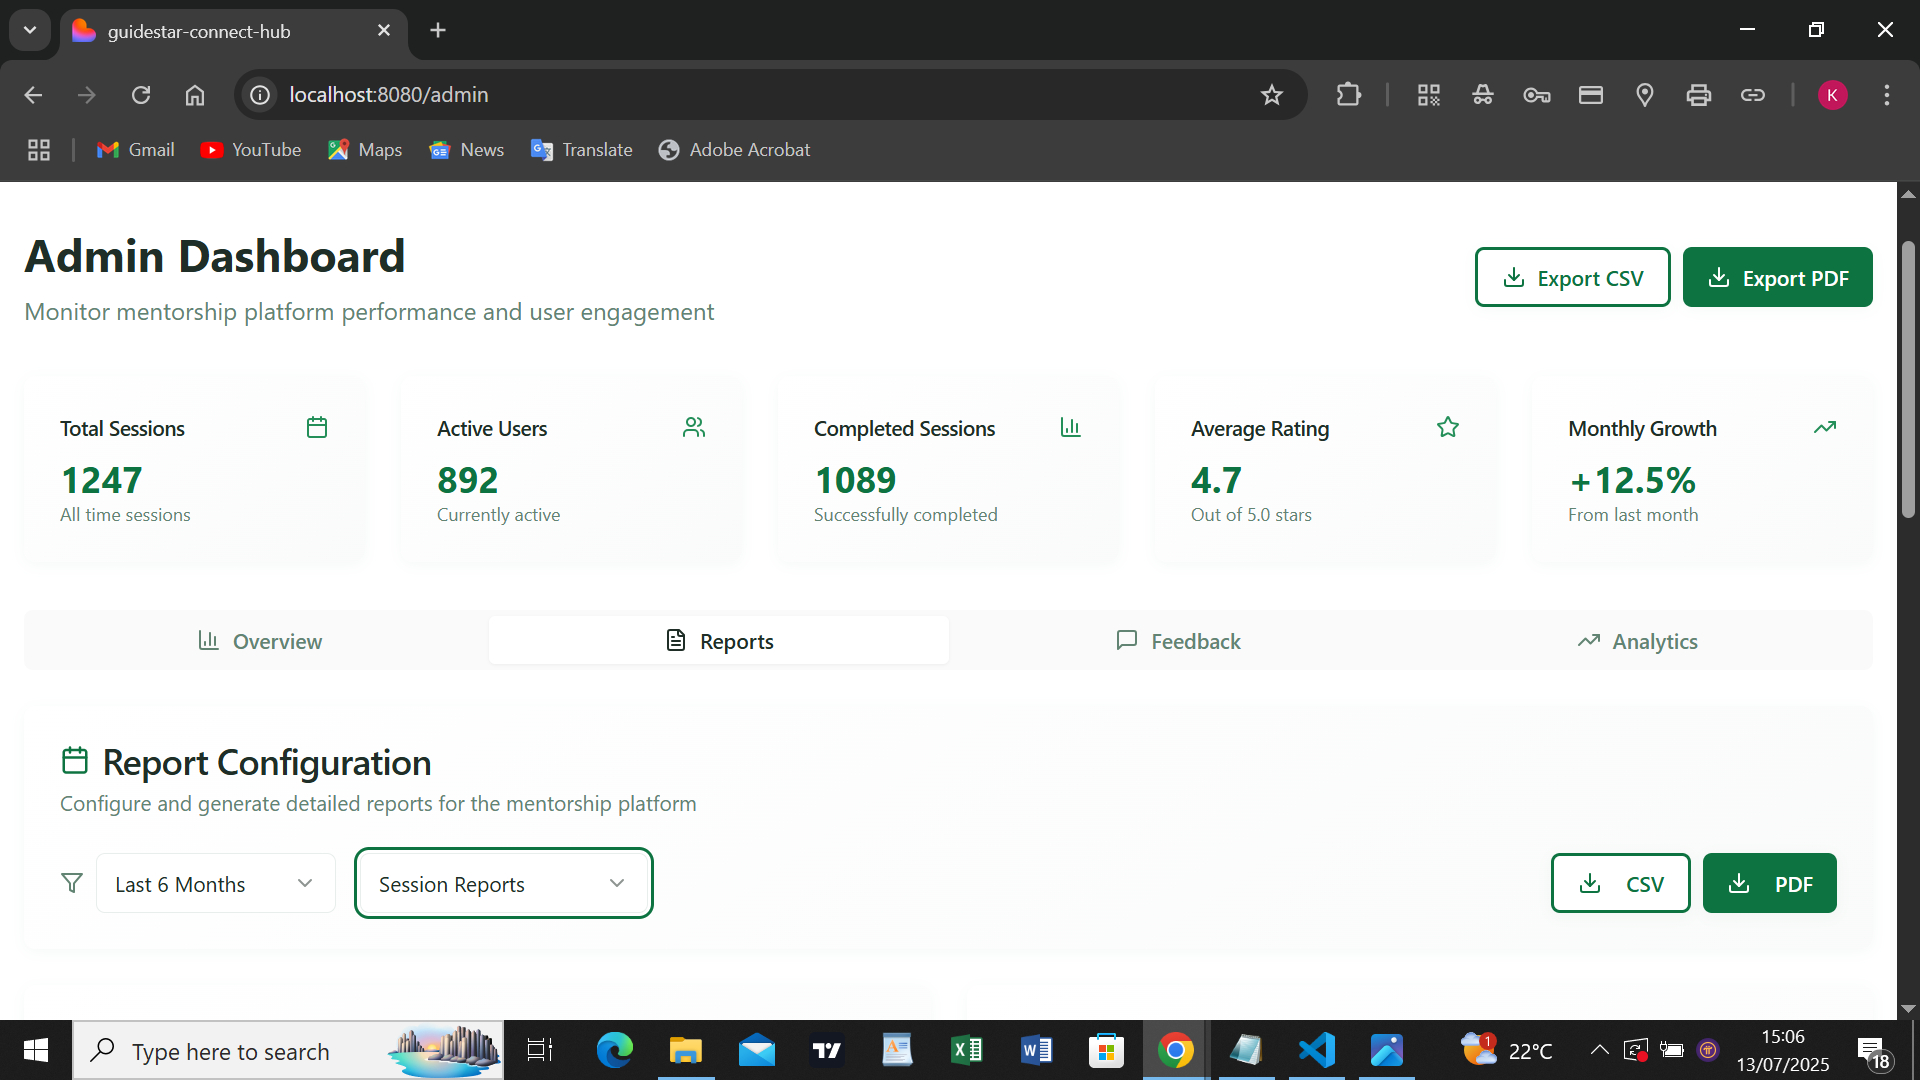 guidestar-connect-hub
localhost:8080/admin
K
Gmail YouTube Maps News Translate Adobe Acrobat
Admin Dashboard
Monitor mentorship platform performance and user engagement
Export CSV Export PDF
Total Sessions
1247
All time sessions
Active Users
892
Currently active
Completed Sessions
1089
Successfully completed
Average Rating
4.7
Out of 5.0 stars
Monthly Growth
+12.5%
From last month
Overview Reports Feedback Analytics
Report Configuration
Configure and generate detailed reports for the mentorship platform
Last 6 Months Session Reports CSV PDF
Type here to search
1
22°C
15:06
13/07/2025
18